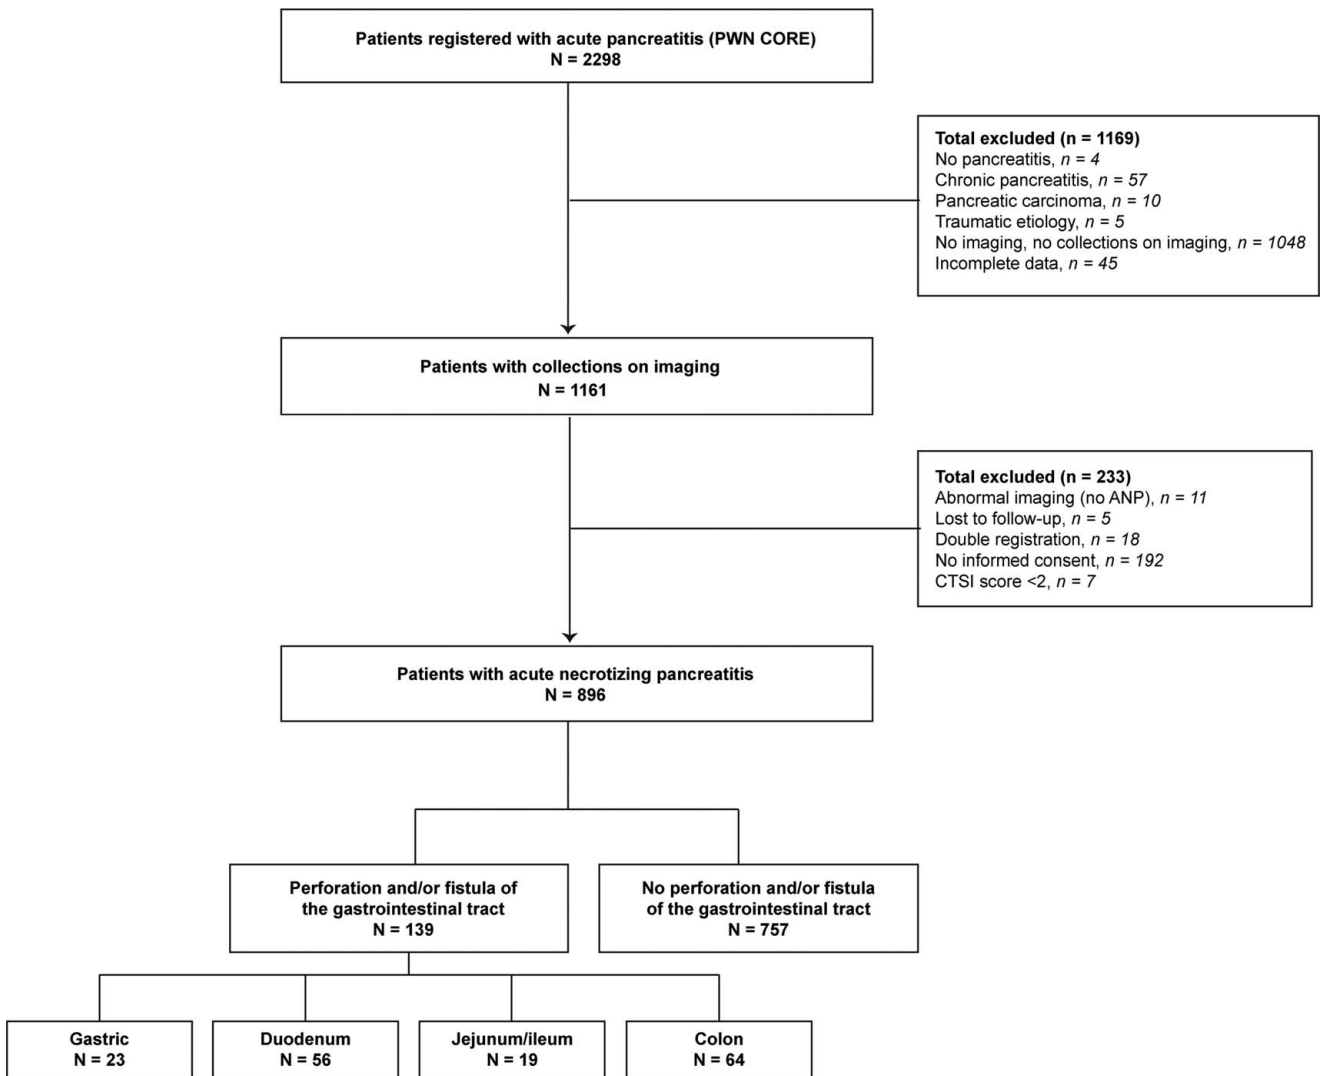 Patients registered with acute pancreatitis (PWN CORE)
N = 2298
Total excluded (n = 1169)
No pancreatitis, n = 4
Chronic pancreatitis, n = 57
Pancreatic carcinoma, n = 10
Traumatic etiology, n = 5
No imaging, no collections on imaging, n = 1048
Incomplete data, n = 45
Patients with collections on imaging
N = 1161
Total excluded (n = 233)
Abnormal imaging (no ANP), n = 11
Lost to follow-up, n = 5
Double registration, n = 18
No informed consent, n = 192
CTSI score <2, n = 7
Patients with acute necrotizing pancreatitis
N = 896
Perforation and/or fistula of
the gastrointestinal tract
N = 139
No perforation and/or fistula
of the gastrointestinal tract
N = 757
Gastric
N = 23
Duodenum
N = 56
Jejunum/ileum
N = 19
Colon
N = 64